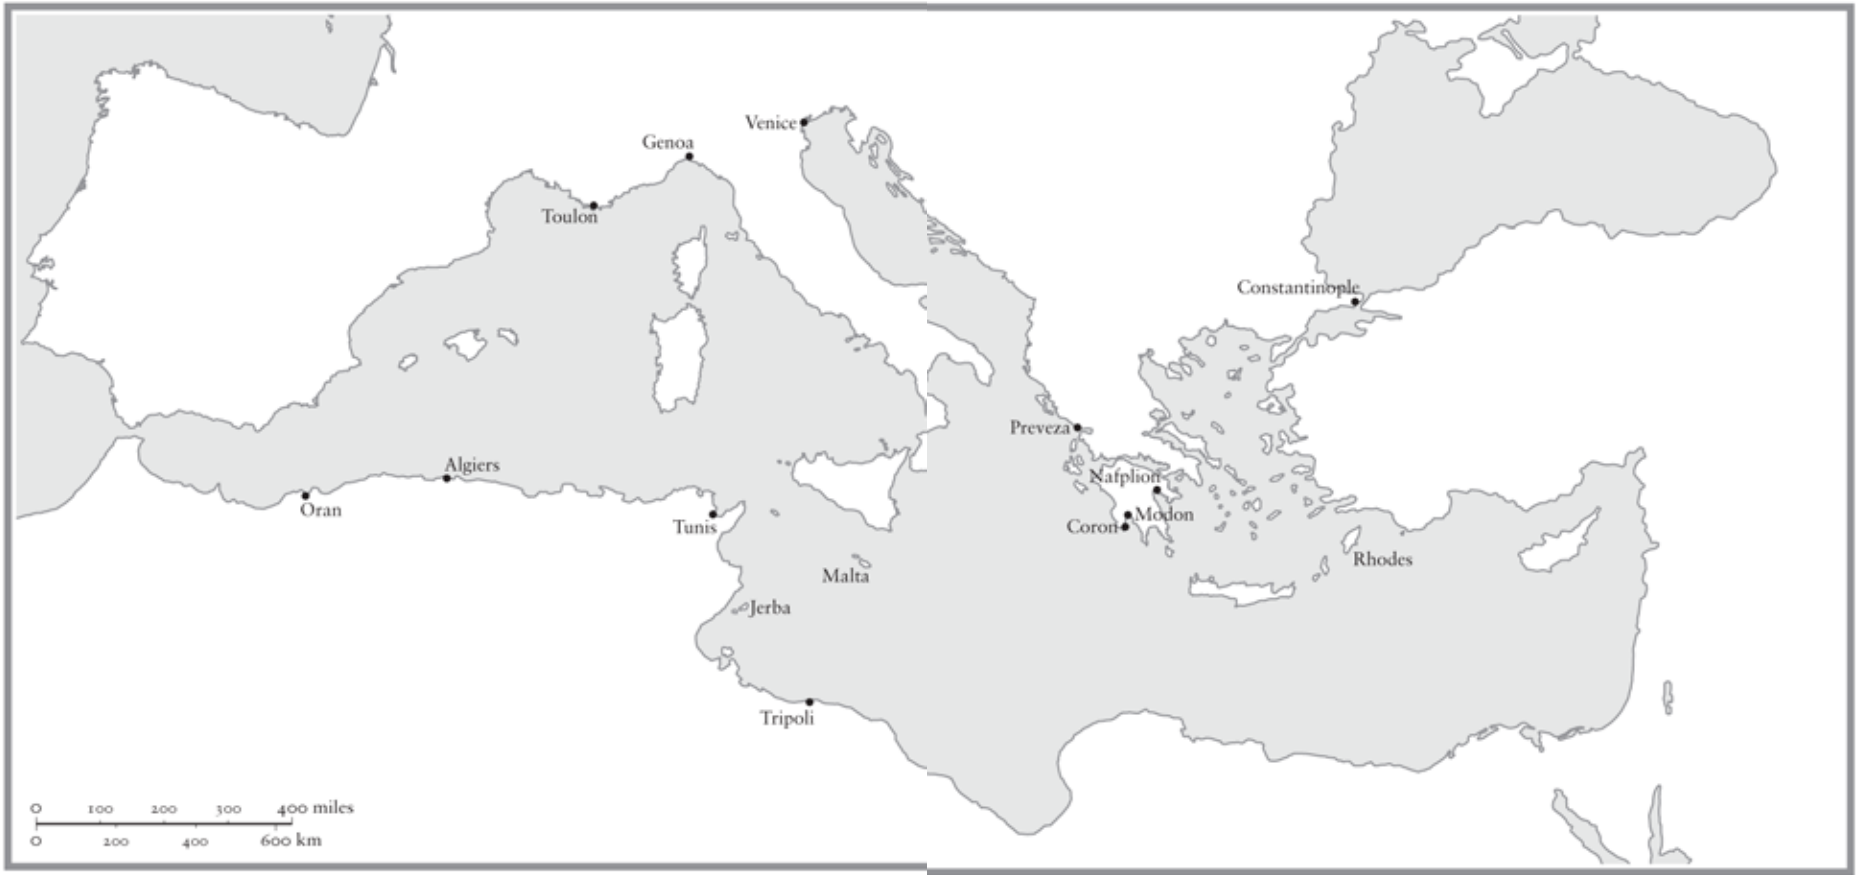 Venice
Genoa
Toulon
Constantinople
Preveza
Algiers
Nafplion
Oran
Modon
Tunis
Coron
Rhodes
Malta
Jerba
Tripoli
0 100 200 300 400 miles
0 200 400 600 km